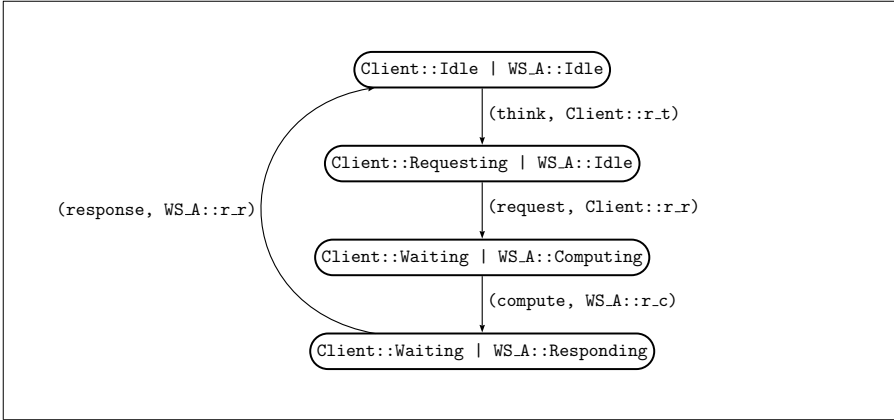 Client::Idle | WS_A::Idle
(think, Client::r_t)
Client::Requesting | WS_A::Idle
(request, Client::r_r)
(response, WS_A::r_r)
Client::Waiting | WS_A::Computing
(compute, WS_A::r_c)
Client::Waiting | WS_A::Responding